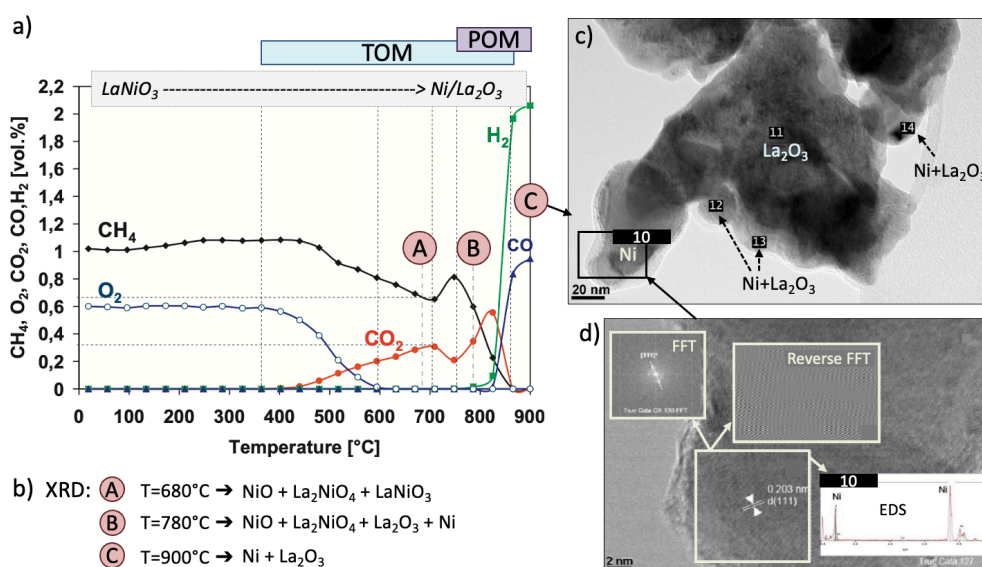 a)
POM
TOM
LaNiO₃ ---------------------------------> Ni/La₂O₃
CH₄, O₂, CO₂, CO,H₂ [vol.%]
2,2
2
1,8
1,6
1,4
1,2
1
0,8
0,6
0,4
0,2
0
CH₄
O₂
CO₂
H₂
CO
A
B
C
0 100 200 300 400 500 600 700 800 900
Temperature [°C]
b) XRD:
A T=680°C ➔ NiO + La₂NiO₄ + LaNiO₃
B T=780°C ➔ NiO + La₂NiO₄ + La₂O₃ + Ni
C T=900°C ➔ Ni + La₂O₃
c)
11
La₂O₃
14
Ni+La₂O₃
12
13
10
Ni
Ni+La₂O₃
20 nm
d)
FFT
[111]*
Reverse FFT
0.203 nm
d(111)
10
Ni
Ni
EDS
2 nm